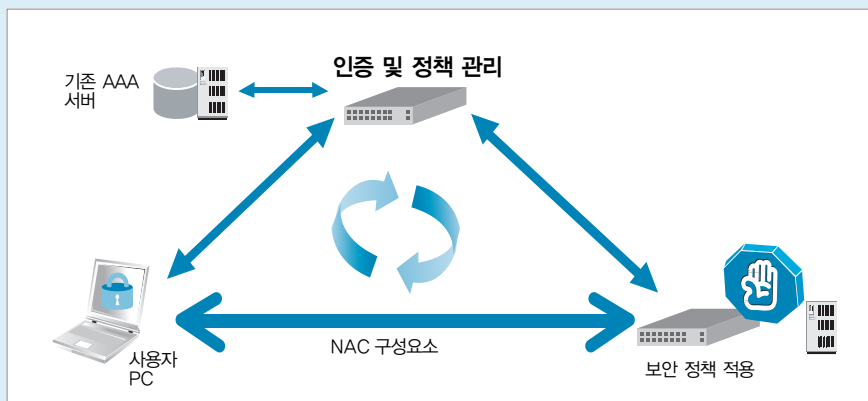 인증 및 정책 관리
기존 AAA
서버
사용자
PC
NAC 구성요소
보안 정책 적용